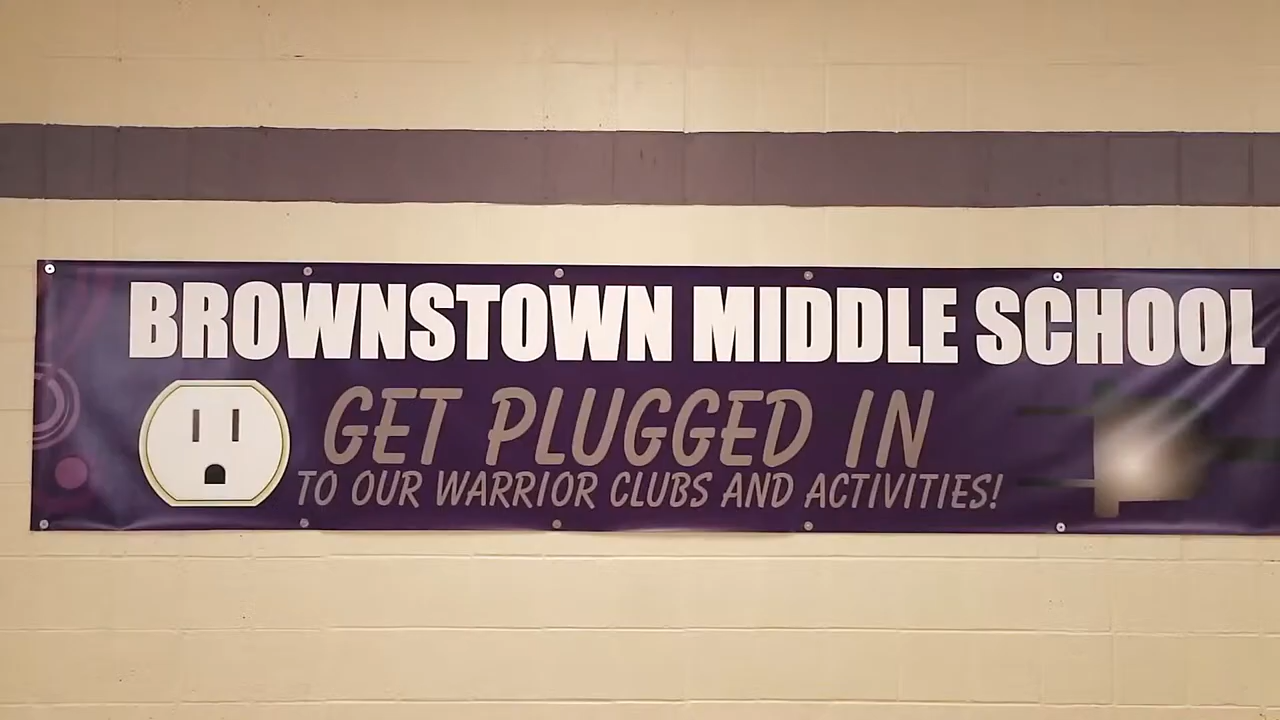 BROWNSTOWN MIDDLE SCHOOL
GET PLUGGED IN
TO OUR WARRIOR CLUBS AND ACTIVITIES!